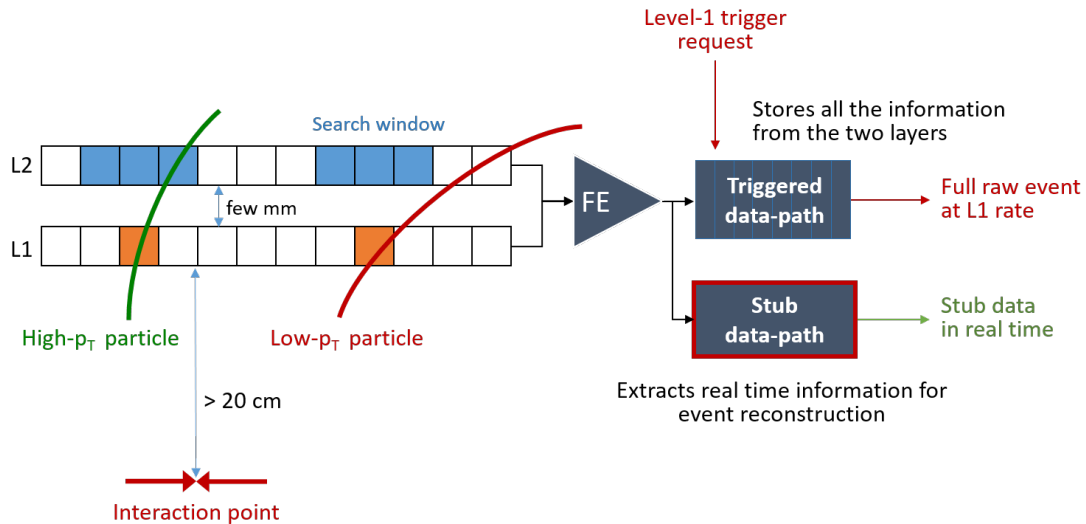 Level-1 trigger
request
Search window
Stores all the information
from the two layers
L2
few mm
L1
FE
Triggered
data-path
Full raw event
at L1 rate
High-pT particle
Low-pT particle
Stub
data-path
Stub data
in real time
> 20 cm
Extracts real time information for
event reconstruction
Interaction point